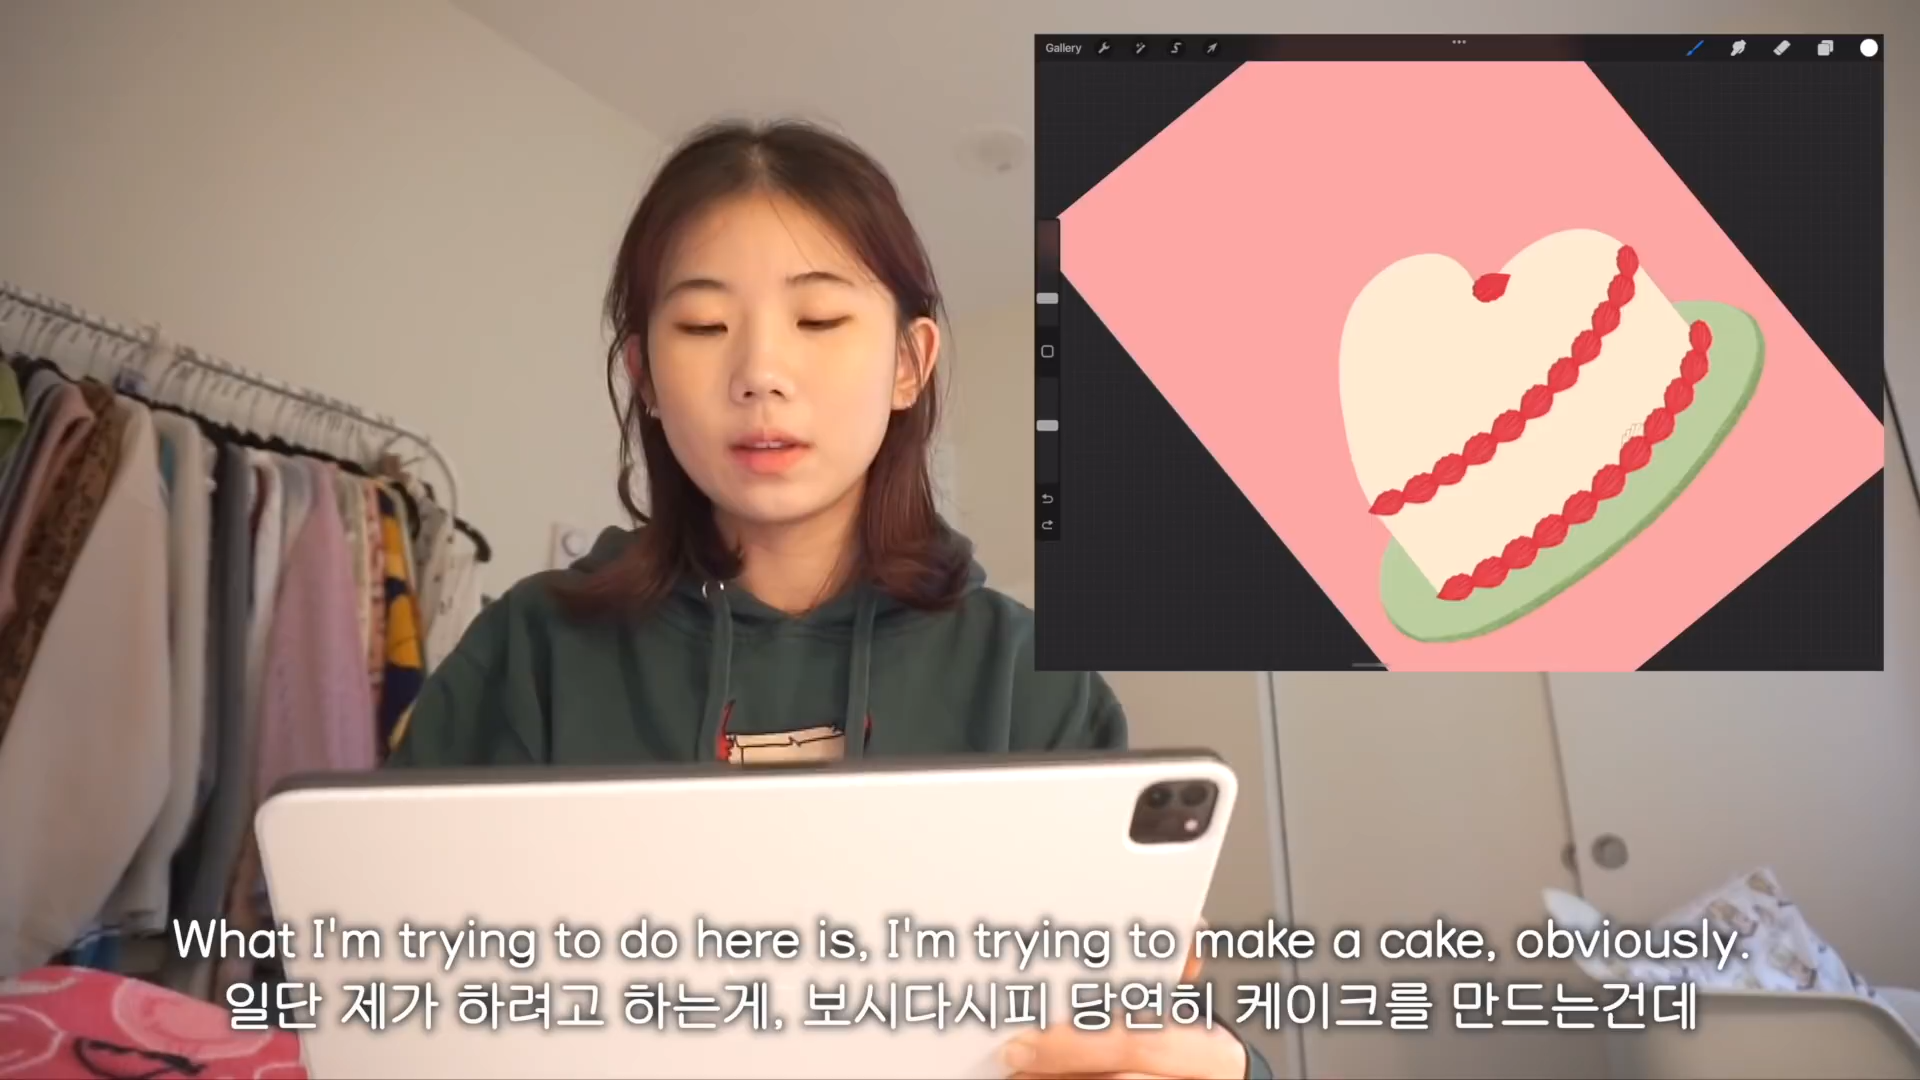 Gallery
What I'm trying to do here is, I'm trying to make a cake, obviously.
일단 제가 하려고 하는게, 보시다시피 당연히 케이크를 만드는건데